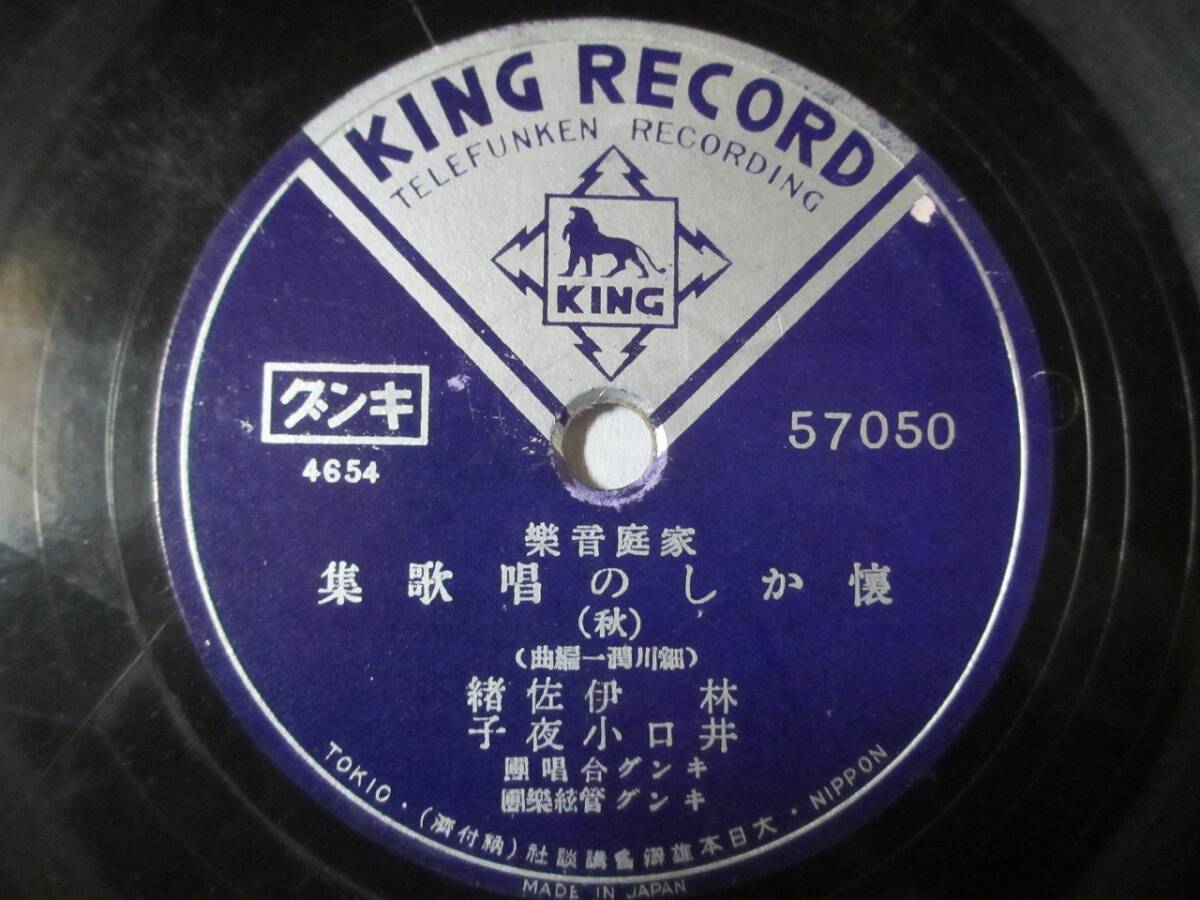 KING RECORD
TELEFUNKEN RECORDING
KING
キング
4654
57050
家庭音樂
懷かしの唱歌集
(秋)
(細川潤一編曲)
林 伊佐緒
井口小夜子
キング合唱團
キング管絃樂團
TOKIO・大日本雄辯會講談社(納付濟)・NIPPON
MADE IN JAPAN